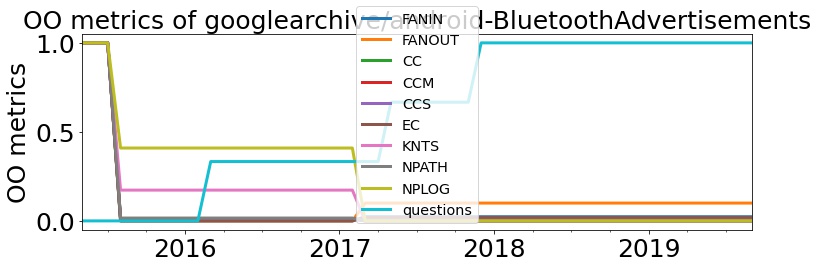 OO metrics of googlearchive/android-BluetoothAdvertisements
OO metrics
1.0
0.5
0.0
FANIN
FANOUT
CC
CCM
CCS
EC
KNTS
NPATH
NPLOG
questions
2016
2017
2018
2019